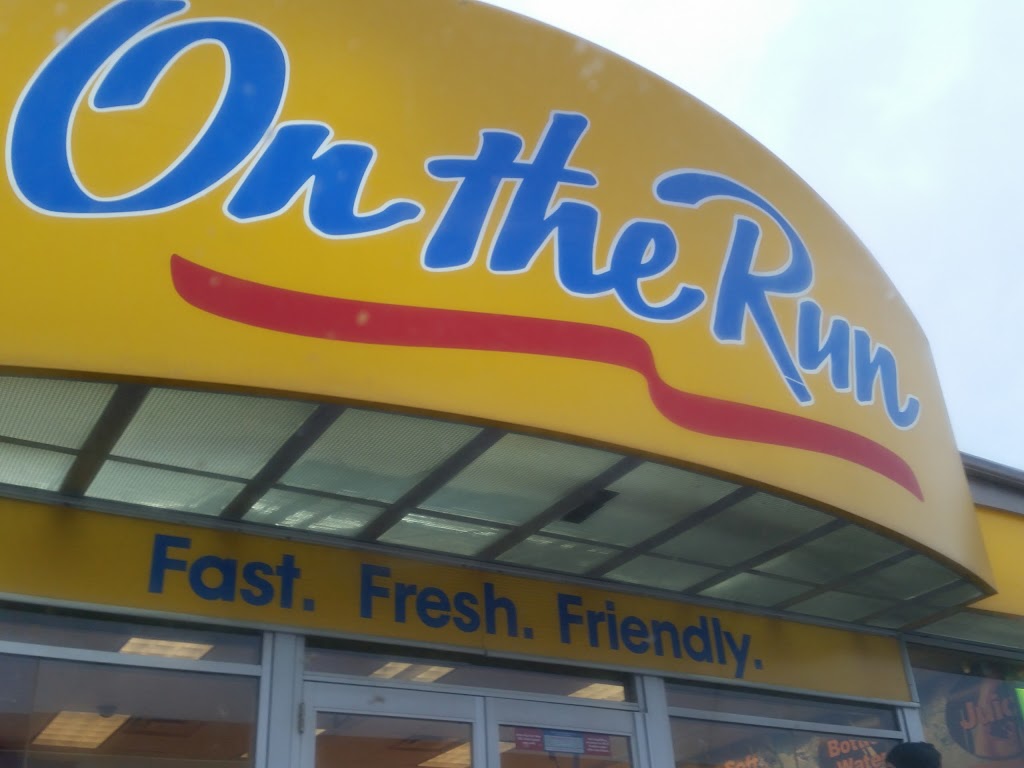 On the Run
Fast. Fresh. Friendly.